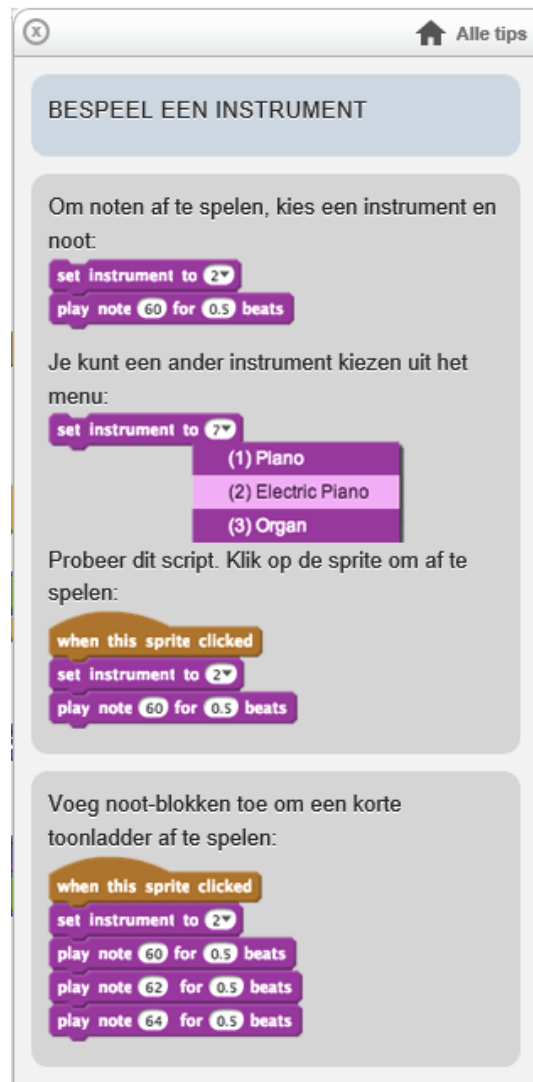 Alle tips
BESPEEL EEN INSTRUMENT
Om noten af te spelen, kies een instrument en
noot:
set instrument to 2
play note 60 for 0.5 beats
Je kunt een ander instrument kiezen uit het
menu:
set instrument to 7
(1) Piano
(2) Electric Piano
(3) Organ
Probeer dit script. Klik op de sprite om af te
spelen:
when this sprite clicked
set instrument to 2
play note 60 for 0.5 beats
Voeg noot-blokken toe om een korte
toonladder af te spelen:
when this sprite clicked
set instrument to 2
play note 60 for 0.5 beats
play note 62 for 0.5 beats
play note 64 for 0.5 beats